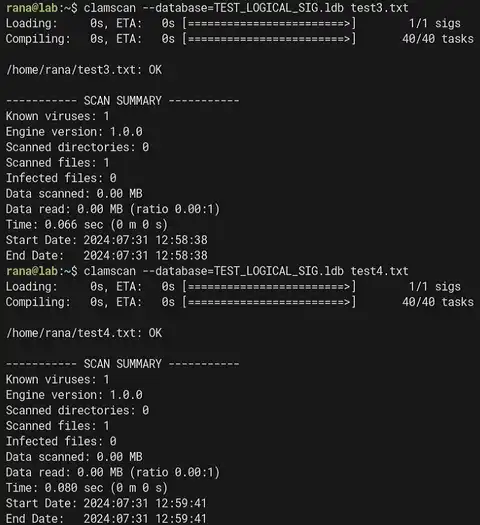 rana@lab:~$ clamscan --database=TEST_LOGICAL_SIG.ldb test3.txt
Loading:     0s, ETA:   0s [========================>]        1/1 sigs
Compiling:   0s, ETA:   0s [========================>]       40/40 tasks
/home/rana/test3.txt: OK
----------- SCAN SUMMARY -----------
Known viruses: 1
Engine version: 1.0.0
Scanned directories: 0
Scanned files: 1
Infected files: 0
Data scanned: 0.00 MB
Data read: 0.00 MB (ratio 0.00:1)
Time: 0.066 sec (0 m 0 s)
Start Date: 2024:07:31 12:58:38
End Date:   2024:07:31 12:58:38
rana@lab:~$ clamscan --database=TEST_LOGICAL_SIG.ldb test4.txt
Loading:     0s, ETA:   0s [========================>]        1/1 sigs
Compiling:   0s, ETA:   0s [========================>]       40/40 tasks
/home/rana/test4.txt: OK
----------- SCAN SUMMARY -----------
Known viruses: 1
Engine version: 1.0.0
Scanned directories: 0
Scanned files: 1
Infected files: 0
Data scanned: 0.00 MB
Data read: 0.00 MB (ratio 0.00:1)
Time: 0.080 sec (0 m 0 s)
Start Date: 2024:07:31 12:59:41
End Date:   2024:07:31 12:59:41